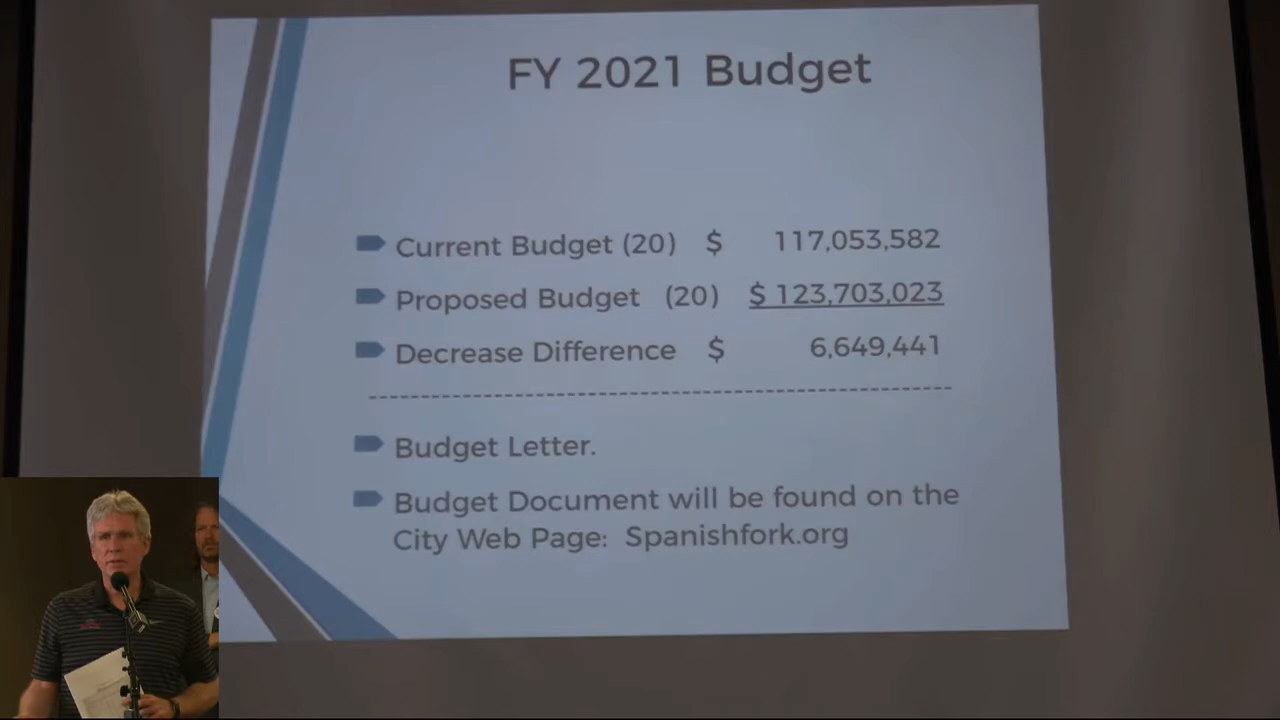 FY 2021 Budget
Current Budget (20) $ 117,053,582
Proposed Budget (20) $ 123,703,023
Decrease Difference $ 6,649,441
--------------------------------------------------
Budget Letter.
Budget Document will be found on the
City Web Page: Spanishfork.org